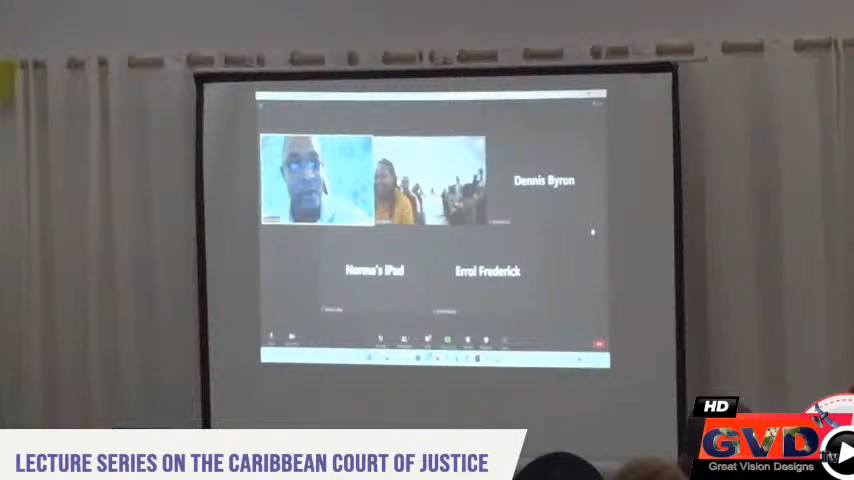 Dennis Byron
Norma's iPad
Errol Frederick
HD
GVD
TV
Great Vision Designs
LECTURE SERIES ON THE CARIBBEAN COURT OF JUSTICE